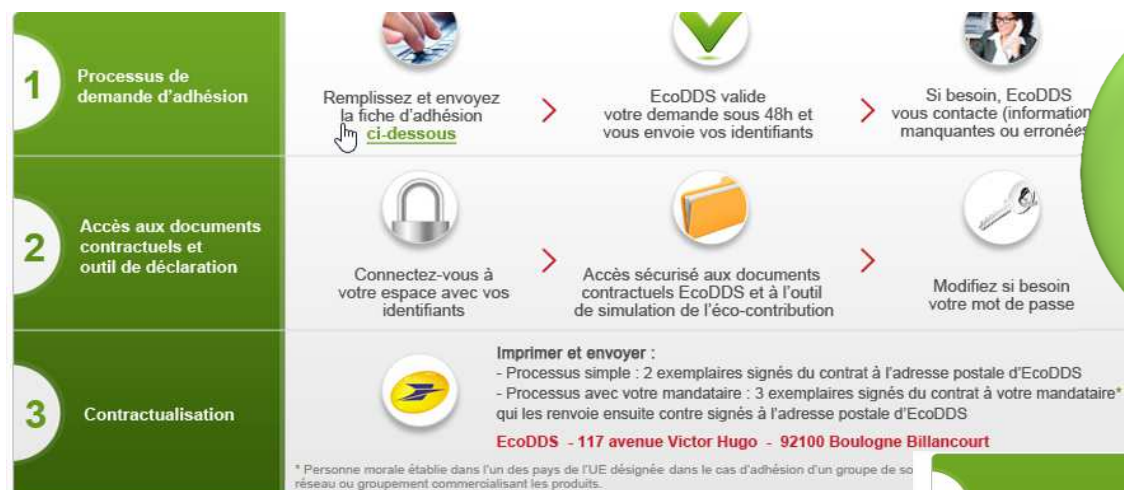 1
Processus de
demande d'adhésion
Remplissez et envoyez
la fiche d'adhésion
ci-dessous
EcoDDS valide
votre demande sous 48h et
vous envoie vos identifiants
Si besoin, EcoDDS
vous contacte (information
manquantes ou erronées
2
Accès aux documents
contractuels et
outil de déclaration
Connectez-vous à
votre espace avec vos
identifiants
Accès sécurisé aux documents
contractuels EcoDDS et à l'outil
de simulation de l'éco-contribution
Modifiez si besoin
votre mot de passe
3
Contractualisation
Imprimer et envoyer :
- Processus simple : 2 exemplaires signés du contrat à l'adresse postale d'EcoDDS
- Processus avec votre mandataire : 3 exemplaires signés du contrat à votre mandataire*
qui les renvoie ensuite contre signés à l'adresse postale d'EcoDDS
EcoDDS - 117 avenue Victor Hugo - 92100 Boulogne Billancourt
* Personne morale établie dans l'un des pays de l'UE désignée dans le cas d'adhésion d'un groupe de so
réseau ou groupement commercialisant les produits.